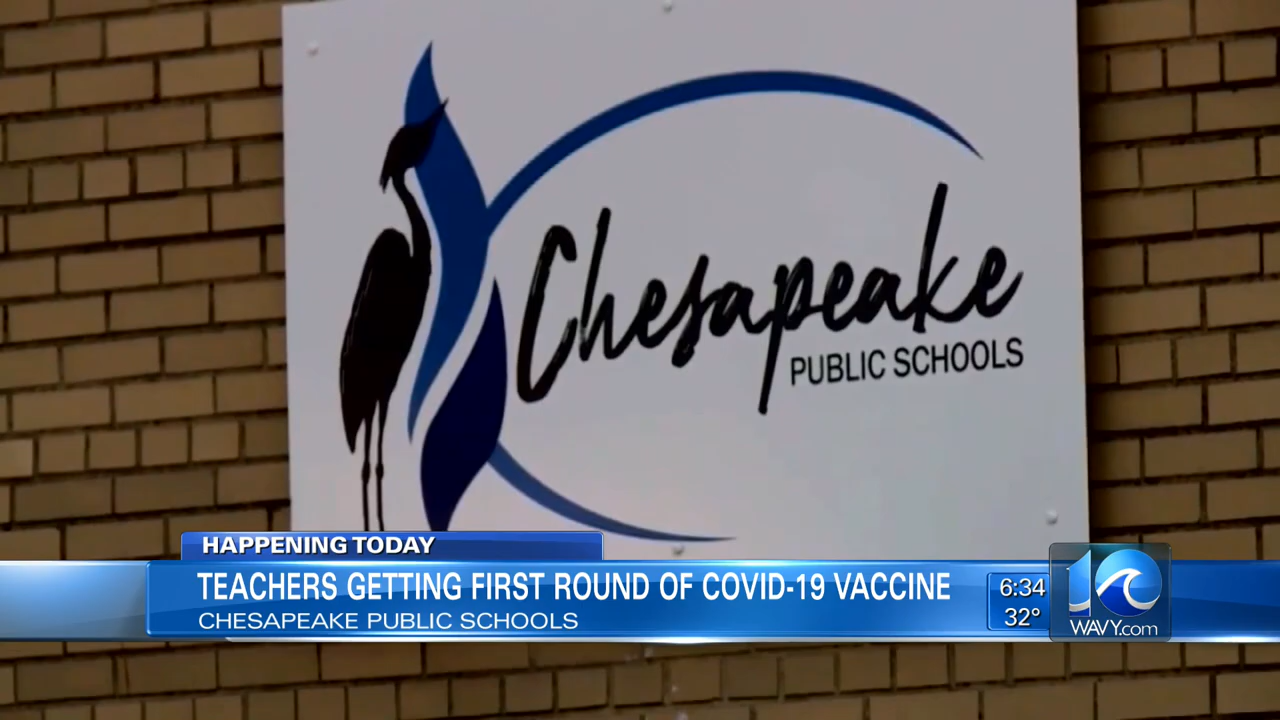 Chesapeake
PUBLIC SCHOOLS
HAPPENING TODAY
TEACHERS GETTING FIRST ROUND OF COVID-19 VACCINE
CHESAPEAKE PUBLIC SCHOOLS
6:34
32°
10
WAVY.com